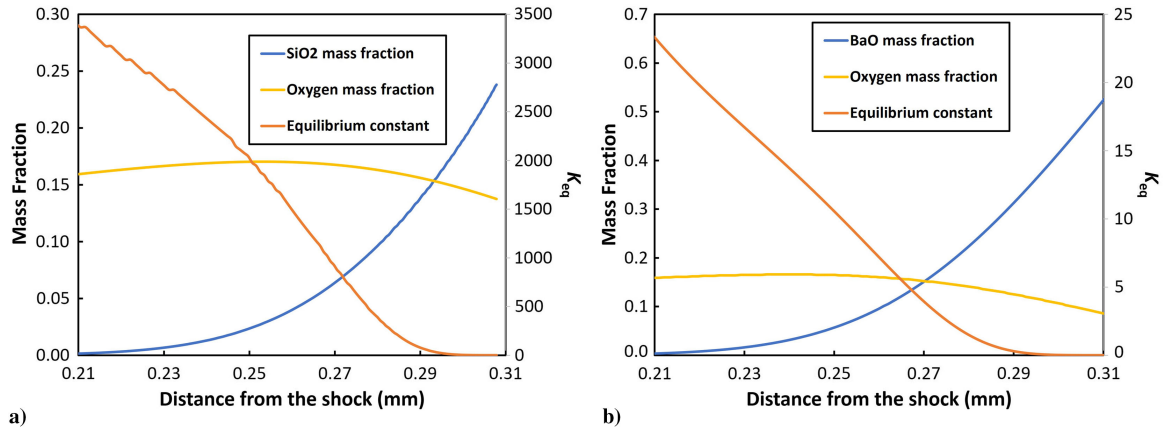 0.30
0.25
0.20
0.15
0.10
0.05
0.00
Mass Fraction
SiO2 mass fraction
Oxygen mass fraction
Equilibrium constant
3500
3000
2500
2000
1500
1000
500
0
Keq
0.21
0.23
0.25
0.27
0.29
0.31
Distance from the shock (mm)
a)
0.7
0.6
0.5
0.4
0.3
0.2
0.1
0.0
Mass Fraction
BaO mass fraction
Oxygen mass fraction
Equilibrium constant
25
20
15
10
5
0
Keq
0.21
0.23
0.25
0.27
0.29
0.31
Distance from the shock (mm)
b)